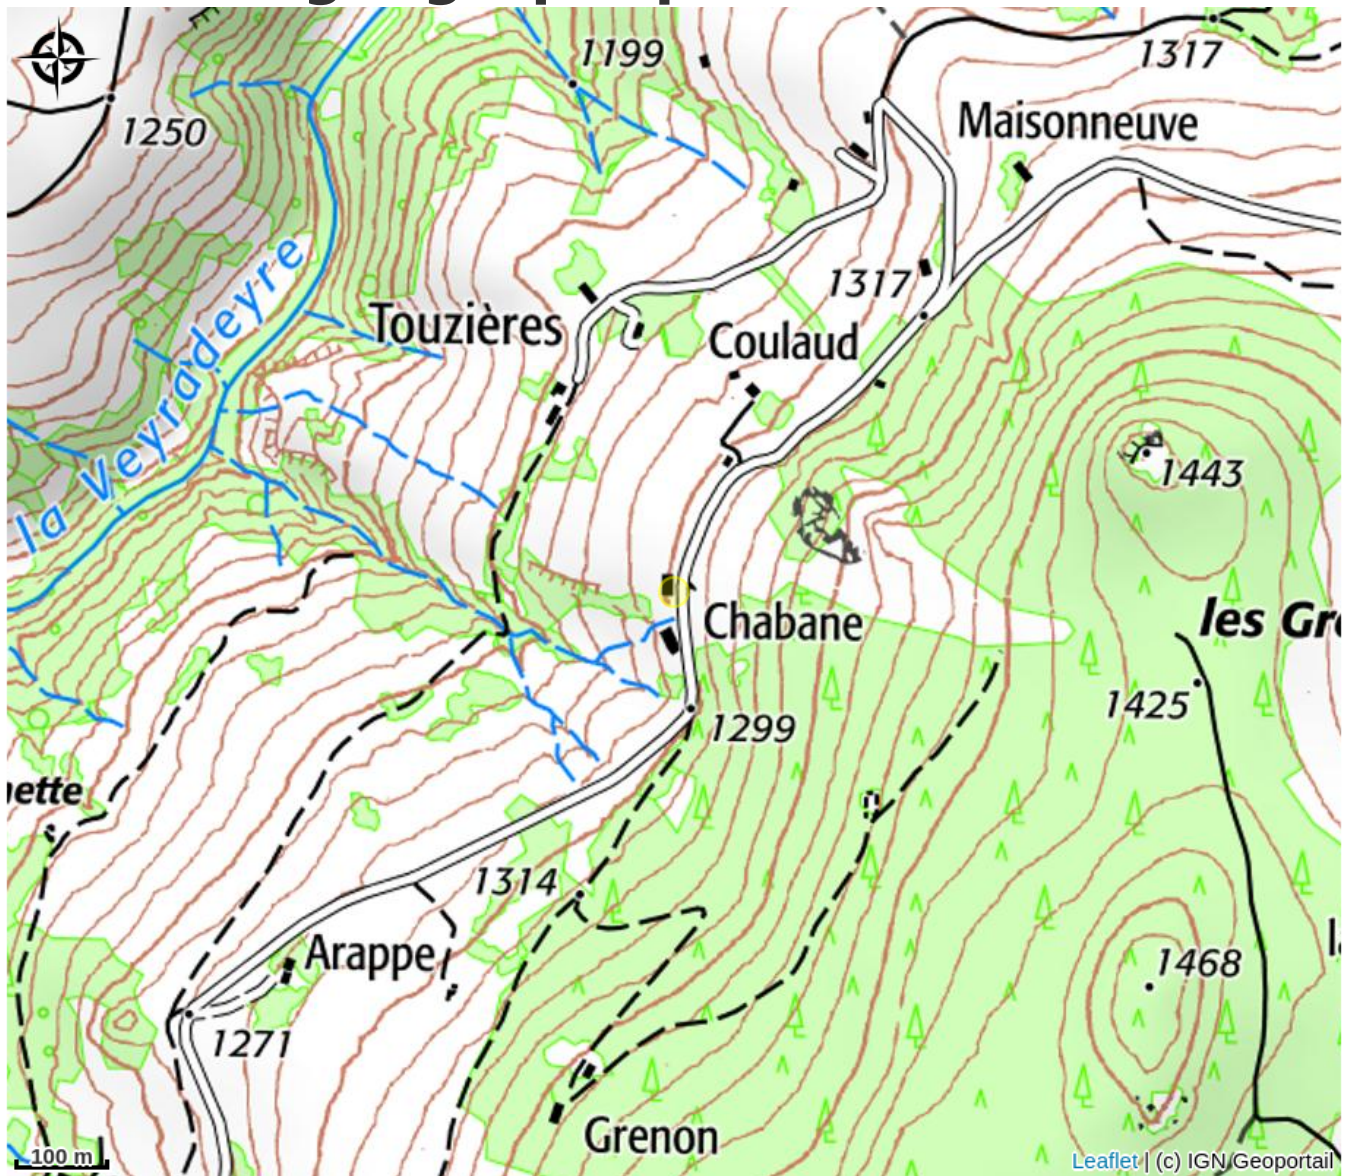 1199
1317
1250
Maisonneuve
la Veyradeyre
1317
Touzières
Coulaud
1443
Chabane
les Gr
1425
1299
ette
1314
Arappe
1468
1271
Grenon
100 m
Leaflet | (c) IGN Geoportail